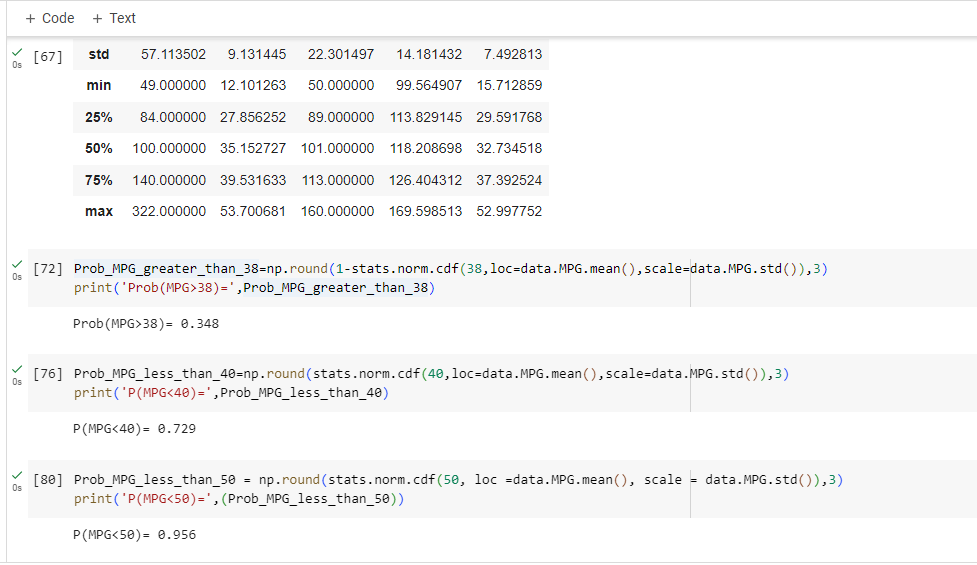 + Code + Text
0s [67] std 57.113502 9.131445 22.301497 14.181432 7.492813
min 49.000000 12.101263 50.000000 99.564907 15.712859
25% 84.000000 27.856252 89.000000 113.829145 29.591768
50% 100.000000 35.152727 101.000000 118.208698 32.734518
75% 140.000000 39.531633 113.000000 126.404312 37.392524
max 322.000000 53.700681 160.000000 169.598513 52.997752
0s [72] Prob_MPG_greater_than_38=np.round(1-stats.norm.cdf(38,loc=data.MPG.mean(),scale=data.MPG.std()),3)
print('Prob(MPG>38)=',Prob_MPG_greater_than_38)
Prob(MPG>38)= 0.348
0s [76] Prob_MPG_less_than_40=np.round(stats.norm.cdf(40,loc=data.MPG.mean(),scale=data.MPG.std()),3)
print('P(MPG<40)=',Prob_MPG_less_than_40)
P(MPG<40)= 0.729
0s [80] Prob_MPG_less_than_50 = np.round(stats.norm.cdf(50, loc =data.MPG.mean(), scale = data.MPG.std()),3)
print('P(MPG<50)=',(Prob_MPG_less_than_50))
P(MPG<50)= 0.956